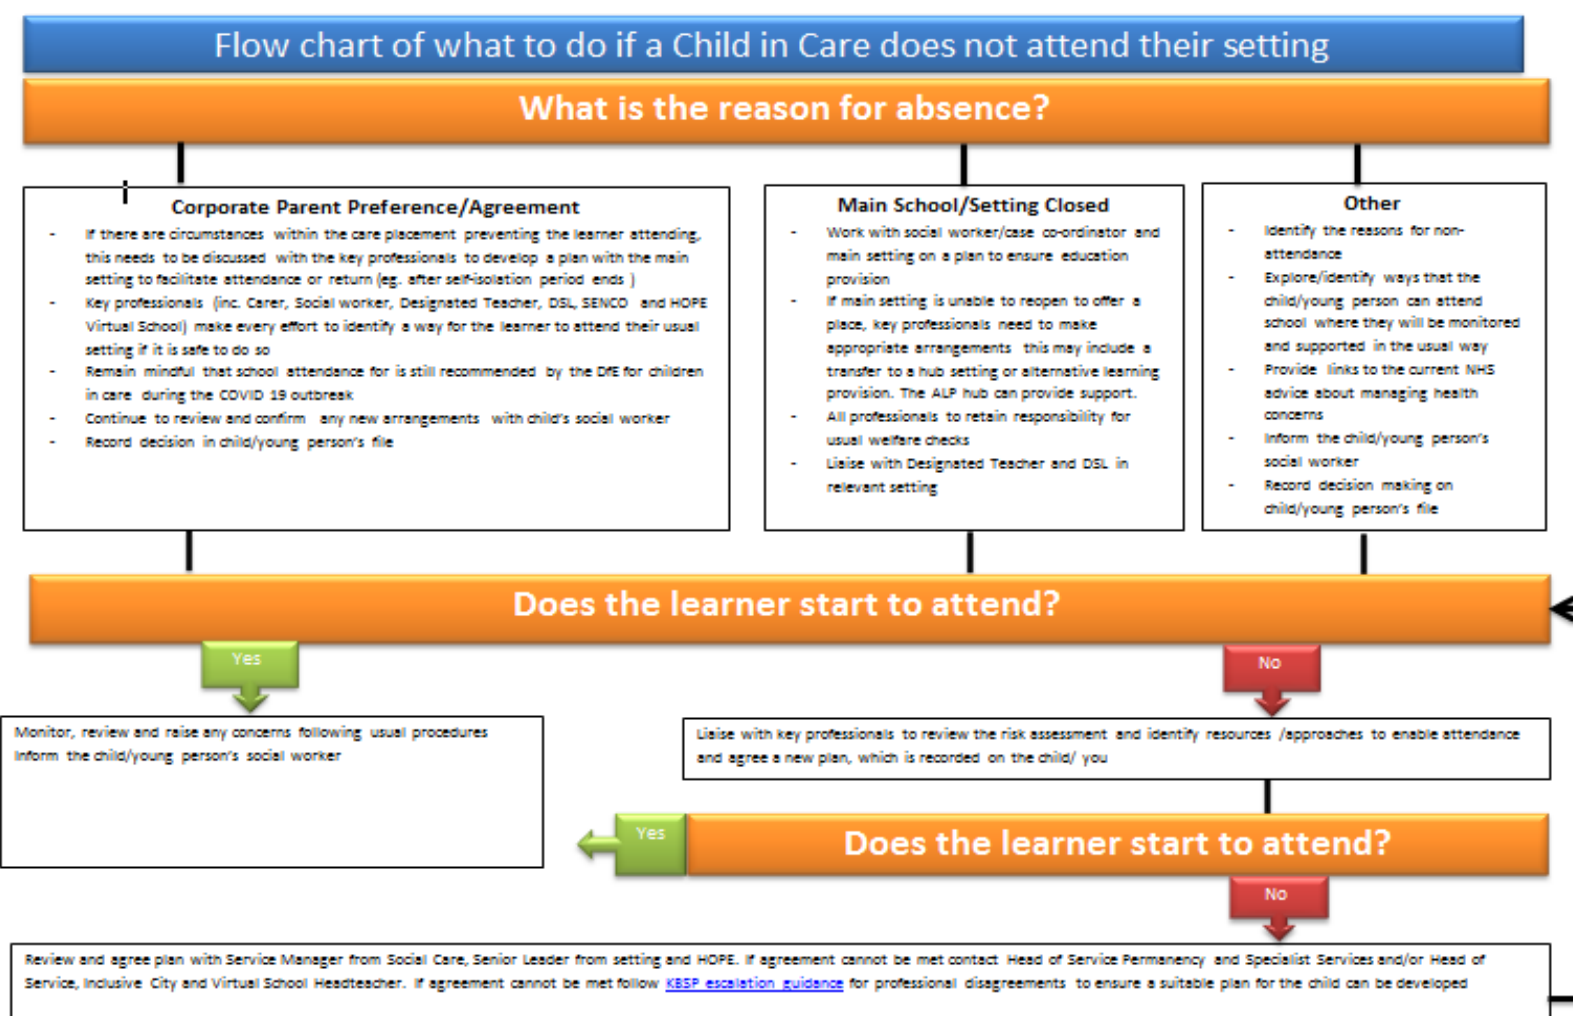 Flow chart of what to do if a Child in Care does not attend their setting
What is the reason for absence?
Corporate Parent Preference/Agreement
- If there are circumstances within the care placement preventing the learner attending,
this needs to be discussed with the key professionals to develop a plan with the main
setting to facilitate attendance or return (eg. after self-isolation period ends )
- Key professionals (inc. Carer, Social worker, Designated Teacher, DSL, SENCO and HOPE
Virtual School) make every effort to identify a way for the learner to attend their usual
setting if it is safe to do so
- Remain mindful that school attendance for is still recommended by the DfE for children
in care during the COVID 19 outbreak
- Continue to review and confirm any new arrangements with child's social worker
- Record decision in child/young person's file
Main School/Setting Closed
- Work with social worker/case co-ordinator and
main setting on a plan to ensure education
provision
- If main setting is unable to reopen to offer a
place, key professionals need to make
appropriate arrangements this may include a
transfer to a hub setting or alternative learning
provision. The ALP hub can provide support.
- All professionals to retain responsibility for
usual welfare checks
- Liaise with Designated Teacher and DSL in
relevant setting
Other
- Identify the reasons for non-
attendance
- Explore/identify ways that the
child/young person can attend
school where they will be monitored
and supported in the usual way
- Provide links to the current NHS
advice about managing health
concerns
- Inform the child/young person's
social worker
- Record decision making on
child/young person's file
Does the learner start to attend?
Yes
No
Monitor, review and raise any concerns following usual procedures
Inform the child/young person's social worker
Liaise with key professionals to review the risk assessment and identify resources /approaches to enable attendance
and agree a new plan, which is recorded on the child/ you
Yes
Does the learner start to attend?
No
Review and agree plan with Service Manager from Social Care, Senior Leader from setting and HOPE. If agreement cannot be met contact Head of Service Permanency and Specialist Services and/or Head of
Service, Inclusive City and Virtual School Headteacher. If agreement cannot be met follow KBSP escalation guidance for professional disagreements to ensure a suitable plan for the child can be developed